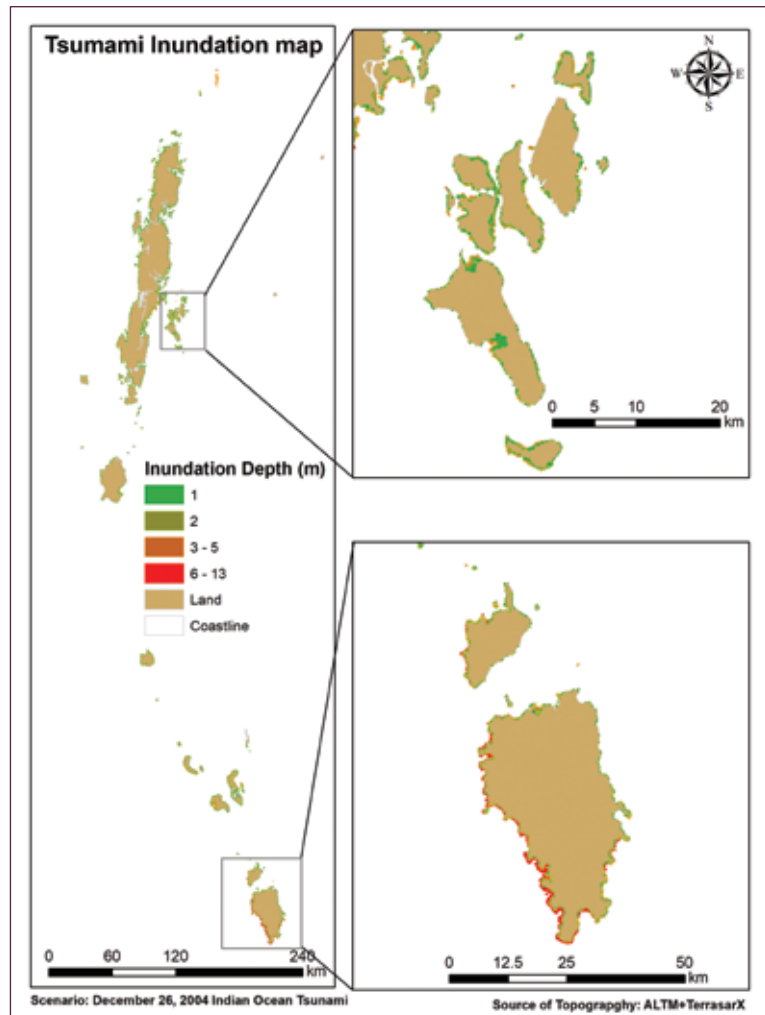 Tsumami Inundation map
N
W E
S
0 5 10 20
km
Inundation Depth (m)
1
2
3 - 5
6 - 13
Land
Coastline
0 60 120 240
km
0 12.5 25 50
km
Scenario: December 26, 2004 Indian Ocean Tsunami
Source of Topograpghy: ALTM+TerrasarX